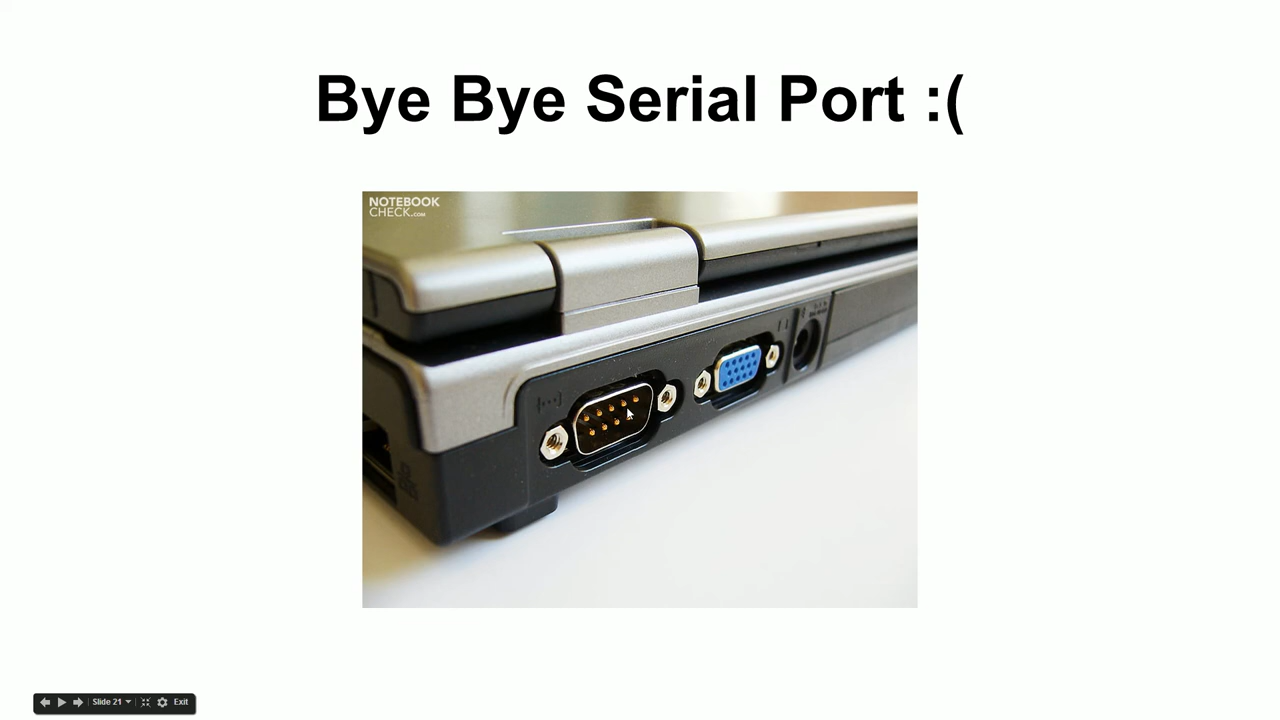 Bye Bye Serial Port :(
NOTEBOOK
CHECK.COM
Slide 21
Exit